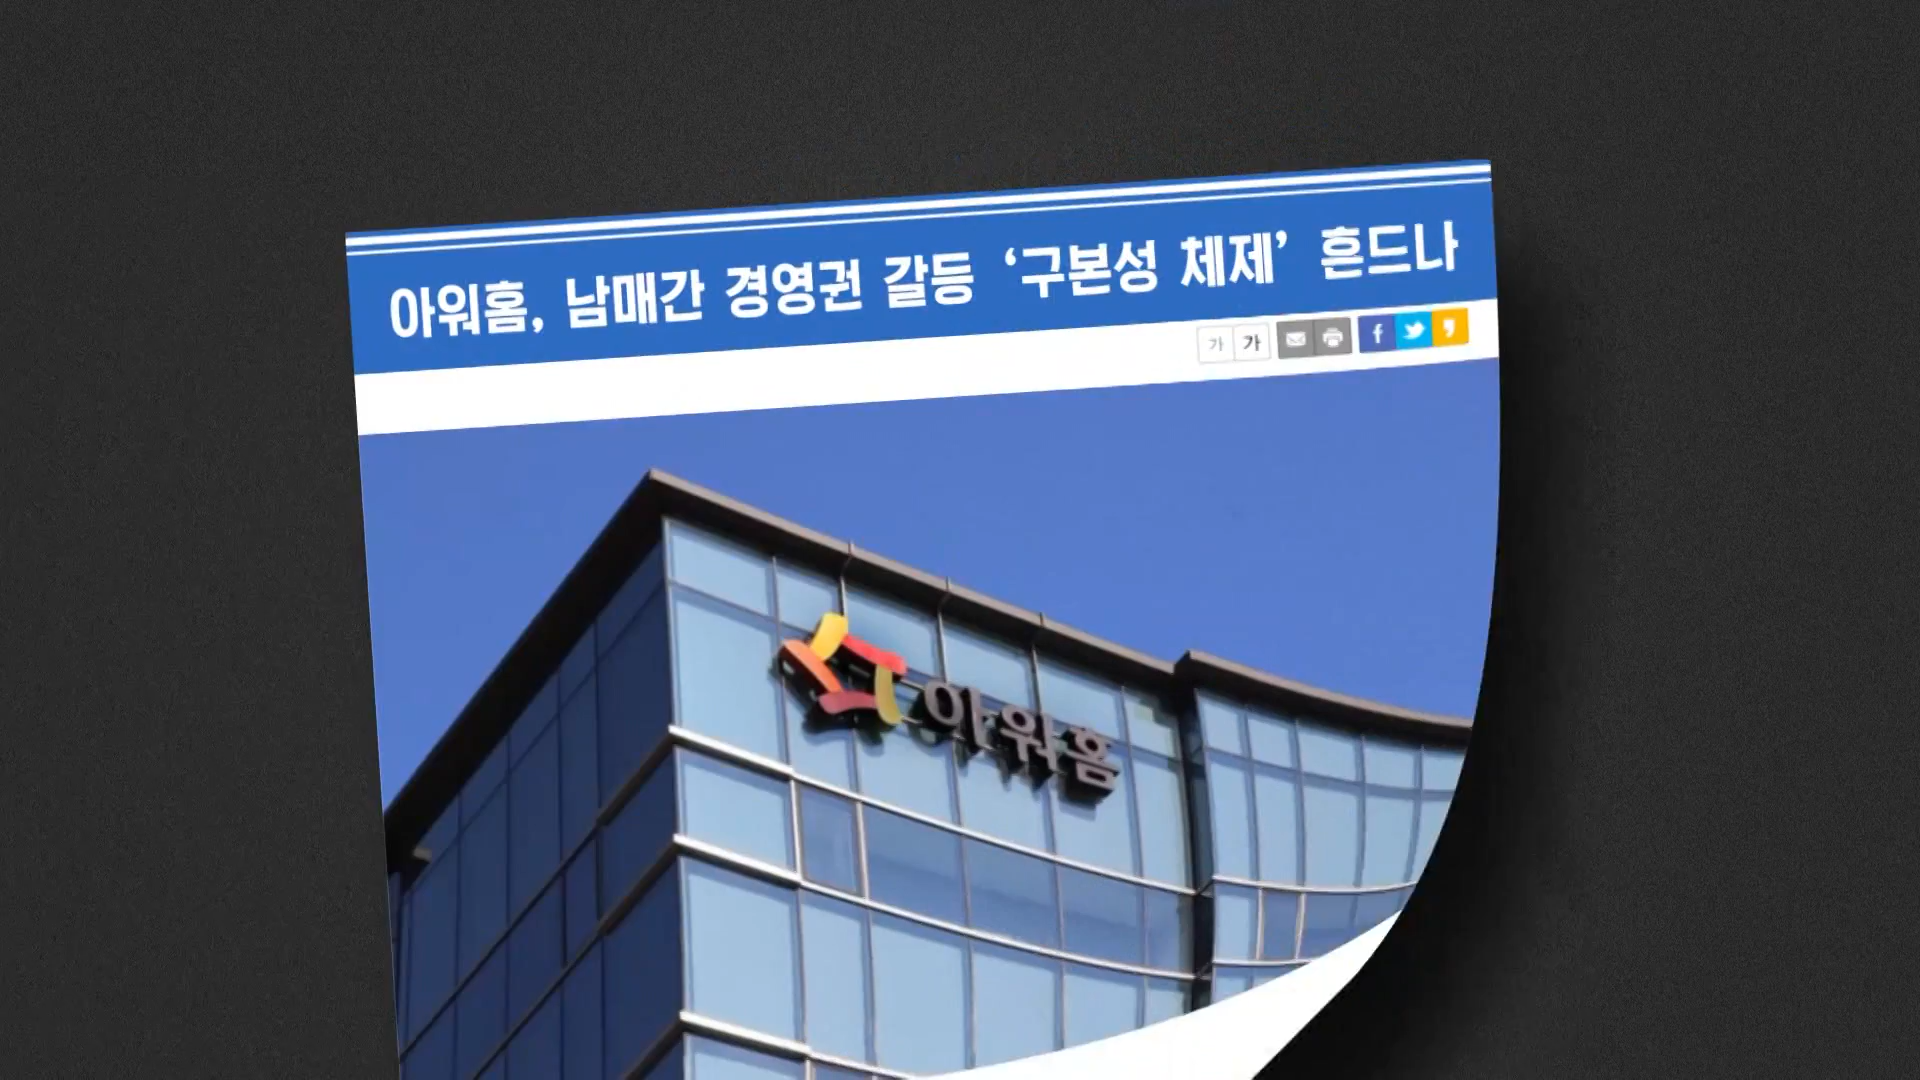 아워홈, 남매간 경영권 갈등 ‘구본성 체제’ 흔드나
가 가
아워홈